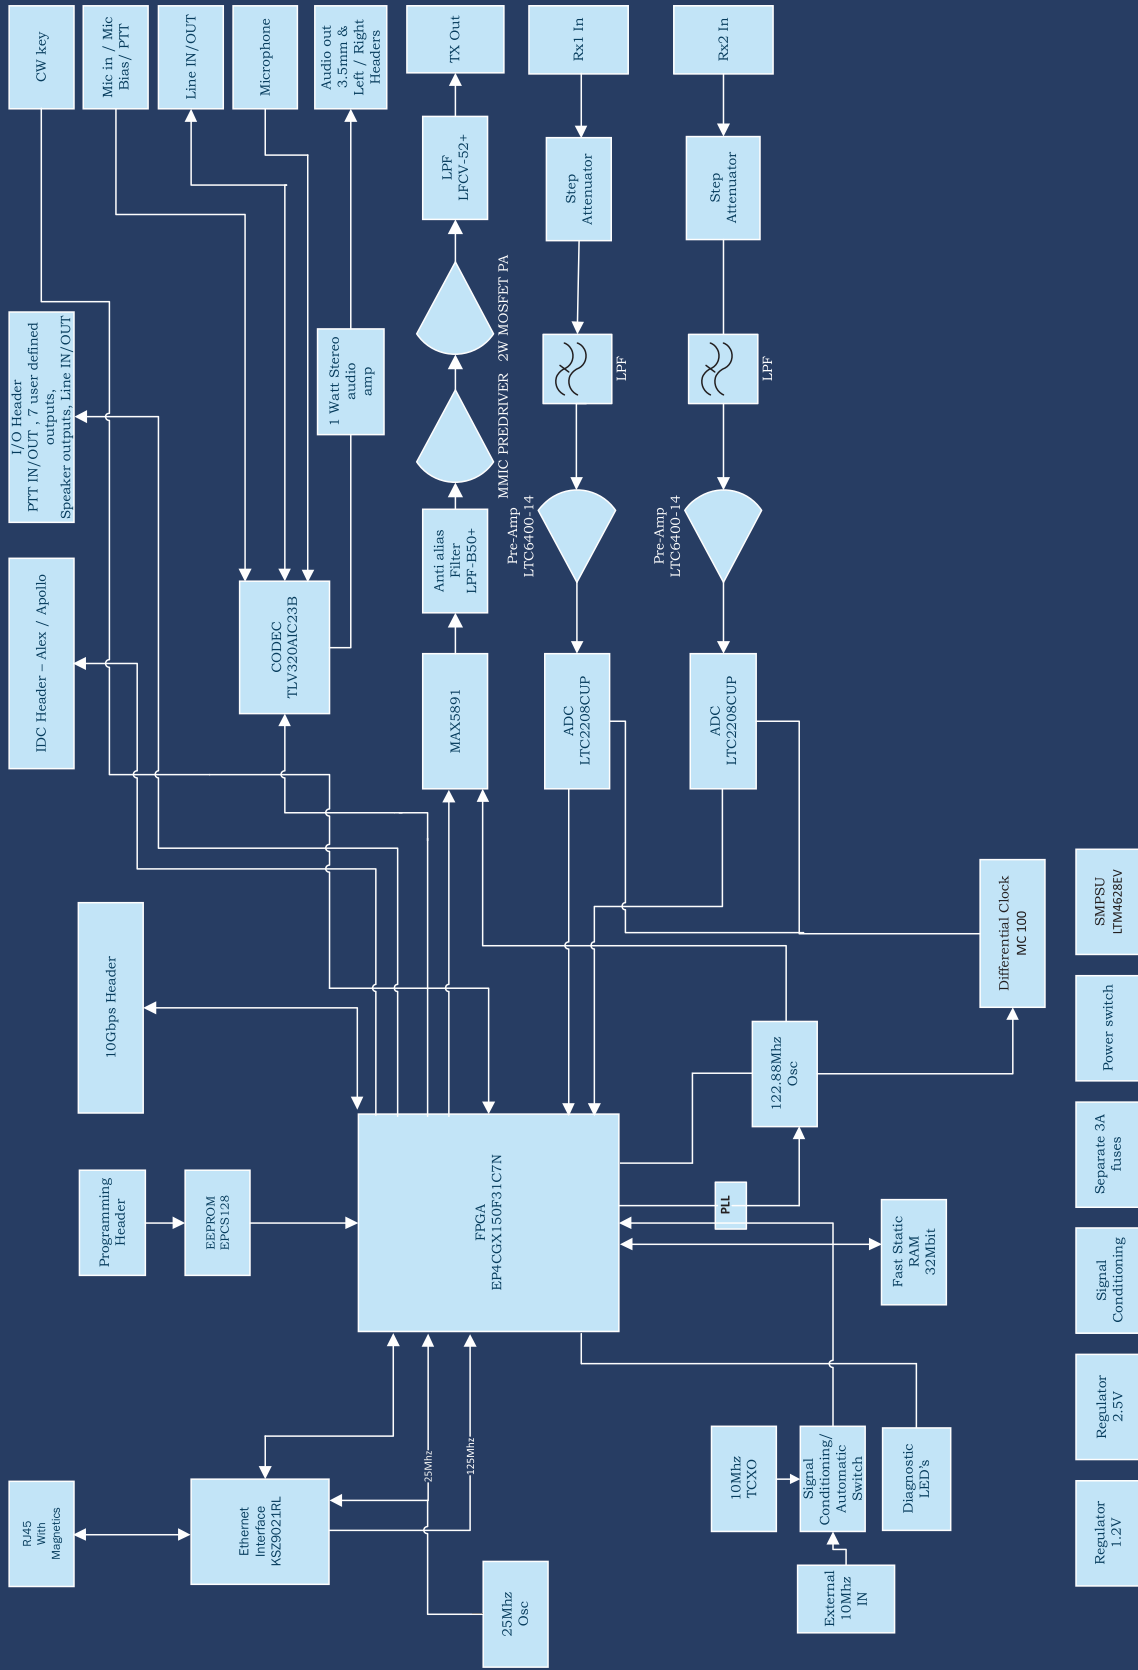 CW key
Mic in / Mic
Bias/ PTT
Line IN/OUT
Microphone
Audio out
3.5mm &
Left / Right
Headers
TX Out
Rx1 In
Rx2 In
LPF
LFCV-52+
Step
Attenuator
Step
Attenuator
I/O Header
PTT IN/OUT , 7 user defined
outputs,
Speaker outputs, Line IN/OUT
1 Watt Stereo
audio
amp
MMIC PREDRIVER 2W MOSFET PA
LPF
LPF
Anti alias
Filter
LPF-B50+
Pre-Amp
LTC6400-14
Pre-Amp
LTC6400-14
IDC Header – Alex / Apollo
CODEC
TLV320AIC23B
MAX5891
ADC
LTC2208CUP
ADC
LTC2208CUP
10Gbps Header
Differential Clock
MC100
122.88Mhz
Osc
Programming
Header
EEPROM
EPCS128
FPGA
EP4CGX150F31C7N
PLL
Fast Static
RAM
32Mbit
25Mhz
125Mhz
RJ45
With
Magnetics
Ethernet
Interface
KSZ9021RL
25Mhz
Osc
10Mhz
TCXO
Signal
Conditioning/
Automatic
Switch
Diagnostic
LED's
External
10Mhz
IN
SMPSU
LTM4628EV
Power switch
Separate 3A
fuses
Signal
Conditioning
Regulator
2.5V
Regulator
1.2V